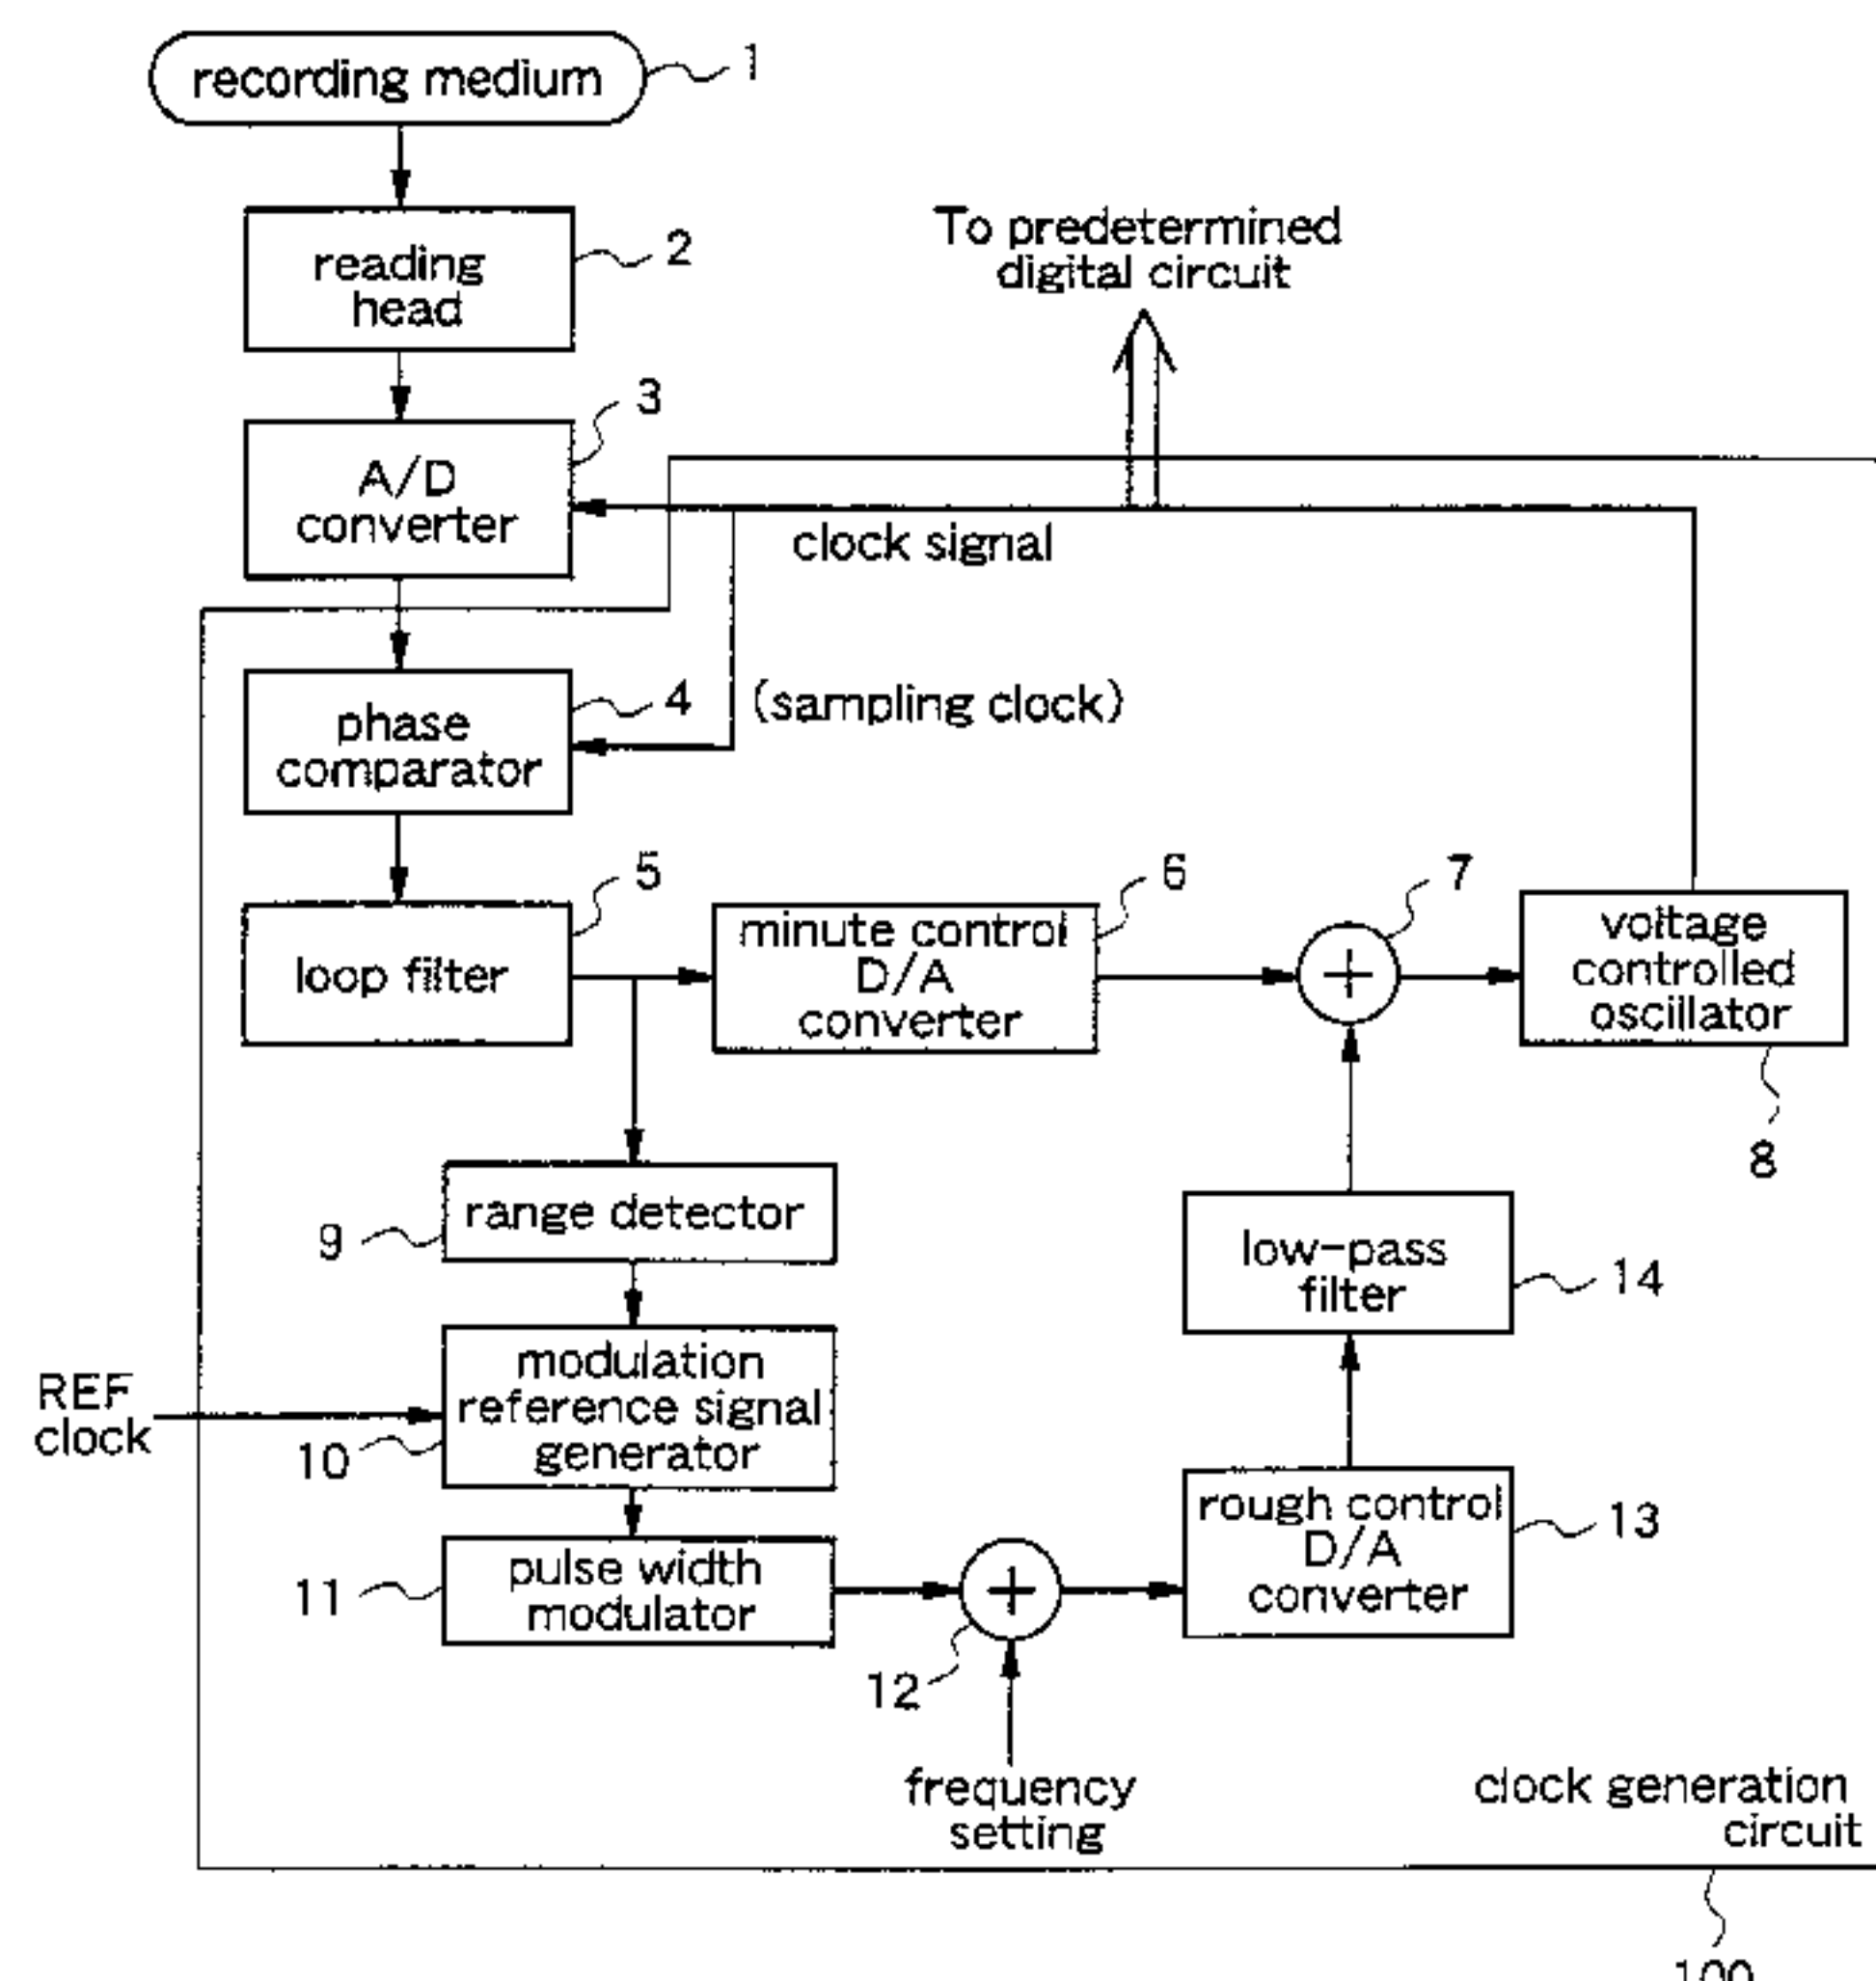 recording medium
1
reading
head
2
To predetermined
digital circuit
3
A/D
converter
clock signal
phase
comparator
4
(sampling clock)
5
loop filter
6
minute control
D/A
converter
7
+
voltage
controlled
oscillator
8
range detector
9
low-pass
filter
14
REF
clock
modulation
reference signal
generator
10
rough control
D/A
converter
13
pulse width
modulator
11
+
12
frequency
setting
clock generation
circuit
100